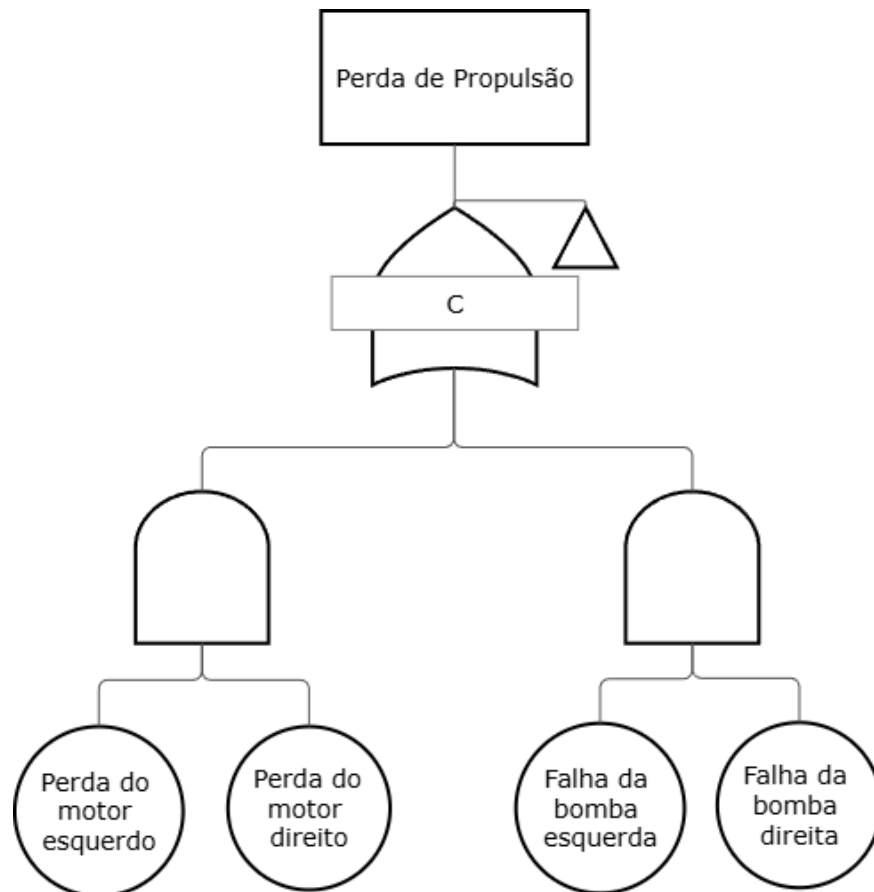 Perda de Propulsão
C
Perda do
motor
esquerdo
Perda do
motor
direito
Falha da
bomba
esquerda
Falha da
bomba
direita